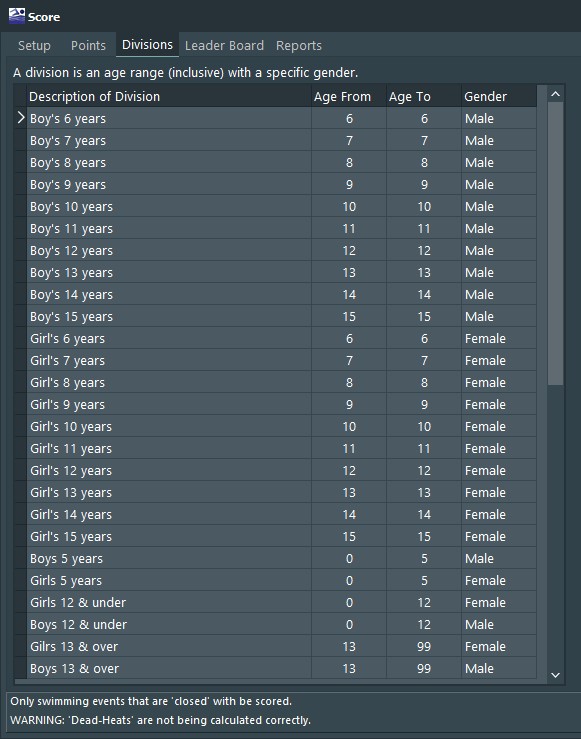 Score
Setup Points Divisions Leader Board Reports
A division is an age range (inclusive) with a specific gender.
Description of Division Age From Age To Gender
Boy's 6 years 6 6 Male
Boy's 7 years 7 7 Male
Boy's 8 years 8 8 Male
Boy's 9 years 9 9 Male
Boy's 10 years 10 10 Male
Boy's 11 years 11 11 Male
Boy's 12 years 12 12 Male
Boy's 13 years 13 13 Male
Boy's 14 years 14 14 Male
Boy's 15 years 15 15 Male
Girl's 6 years 6 6 Female
Girl's 7 years 7 7 Female
Girl's 8 years 8 8 Female
Girl's 9 years 9 9 Female
Girl's 10 years 10 10 Female
Girl's 11 years 11 11 Female
Girl's 12 years 12 12 Female
Girl's 13 years 13 13 Female
Girl's 14 years 14 14 Female
Girl's 15 years 15 15 Female
Boys 5 years 0 5 Male
Girls 5 years 0 5 Female
Girls 12 & under 0 12 Female
Boys 12 & under 0 12 Male
Gilrs 13 & over 13 99 Female
Boys 13 & over 13 99 Male
Only swimming events that are 'closed' with be scored.
WARNING: 'Dead-Heats' are not being calculated correctly.